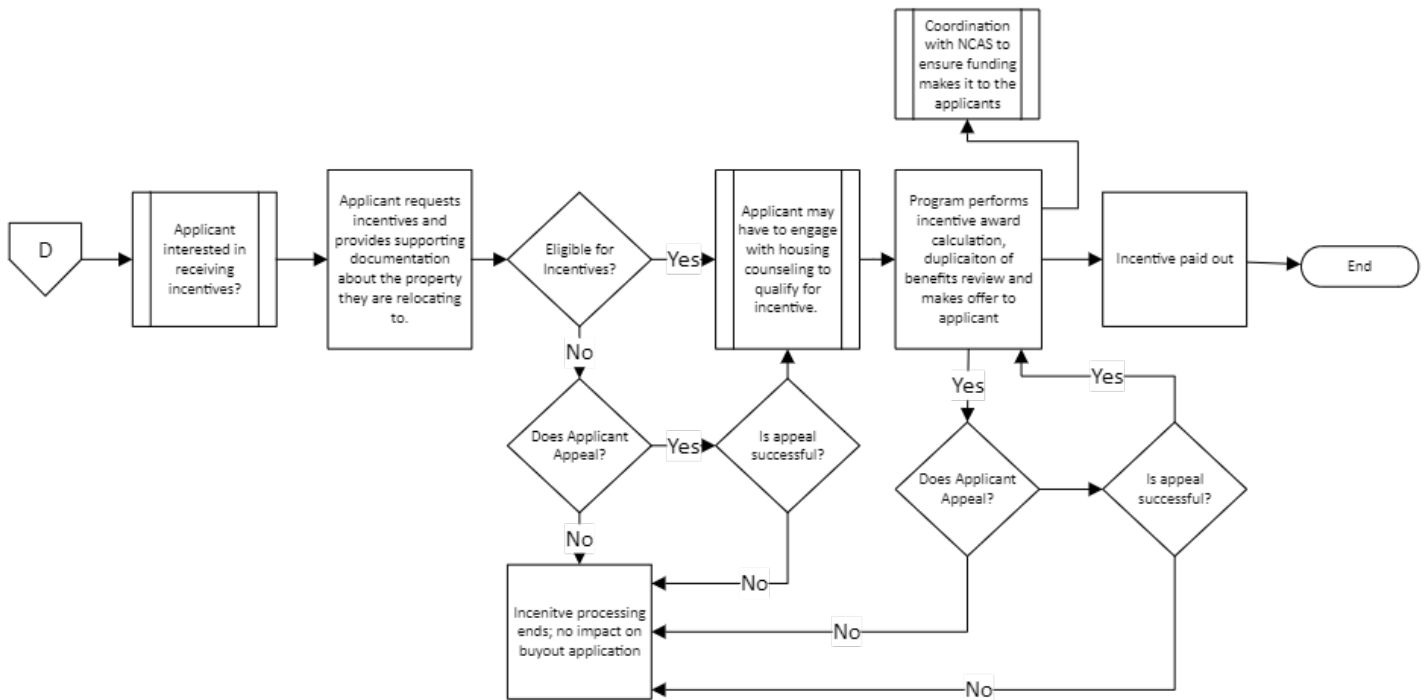 Coordination
with NCAS to
ensure funding
makes it to the
applicants
D
Applicant
interested in
receiving
incentives?
Applicant requests
incentives and
provides supporting
documentation
about the property
they are relocating
to.
Eligible for
Incentives?
Yes
Applicant may
have to engage
with housing
counseling to
qualify for
incentive.
Program performs
incentive award
calculation,
duplicaiton of
benefits review and
makes offer to
applicant
Incentive paid out
End
No
Does Applicant
Appeal?
Yes
Is appeal
successful?
Yes
Yes
Does Applicant
Appeal?
Is appeal
successful?
No
No
No
No
Incenitve processing
ends; no impact on
buyout application